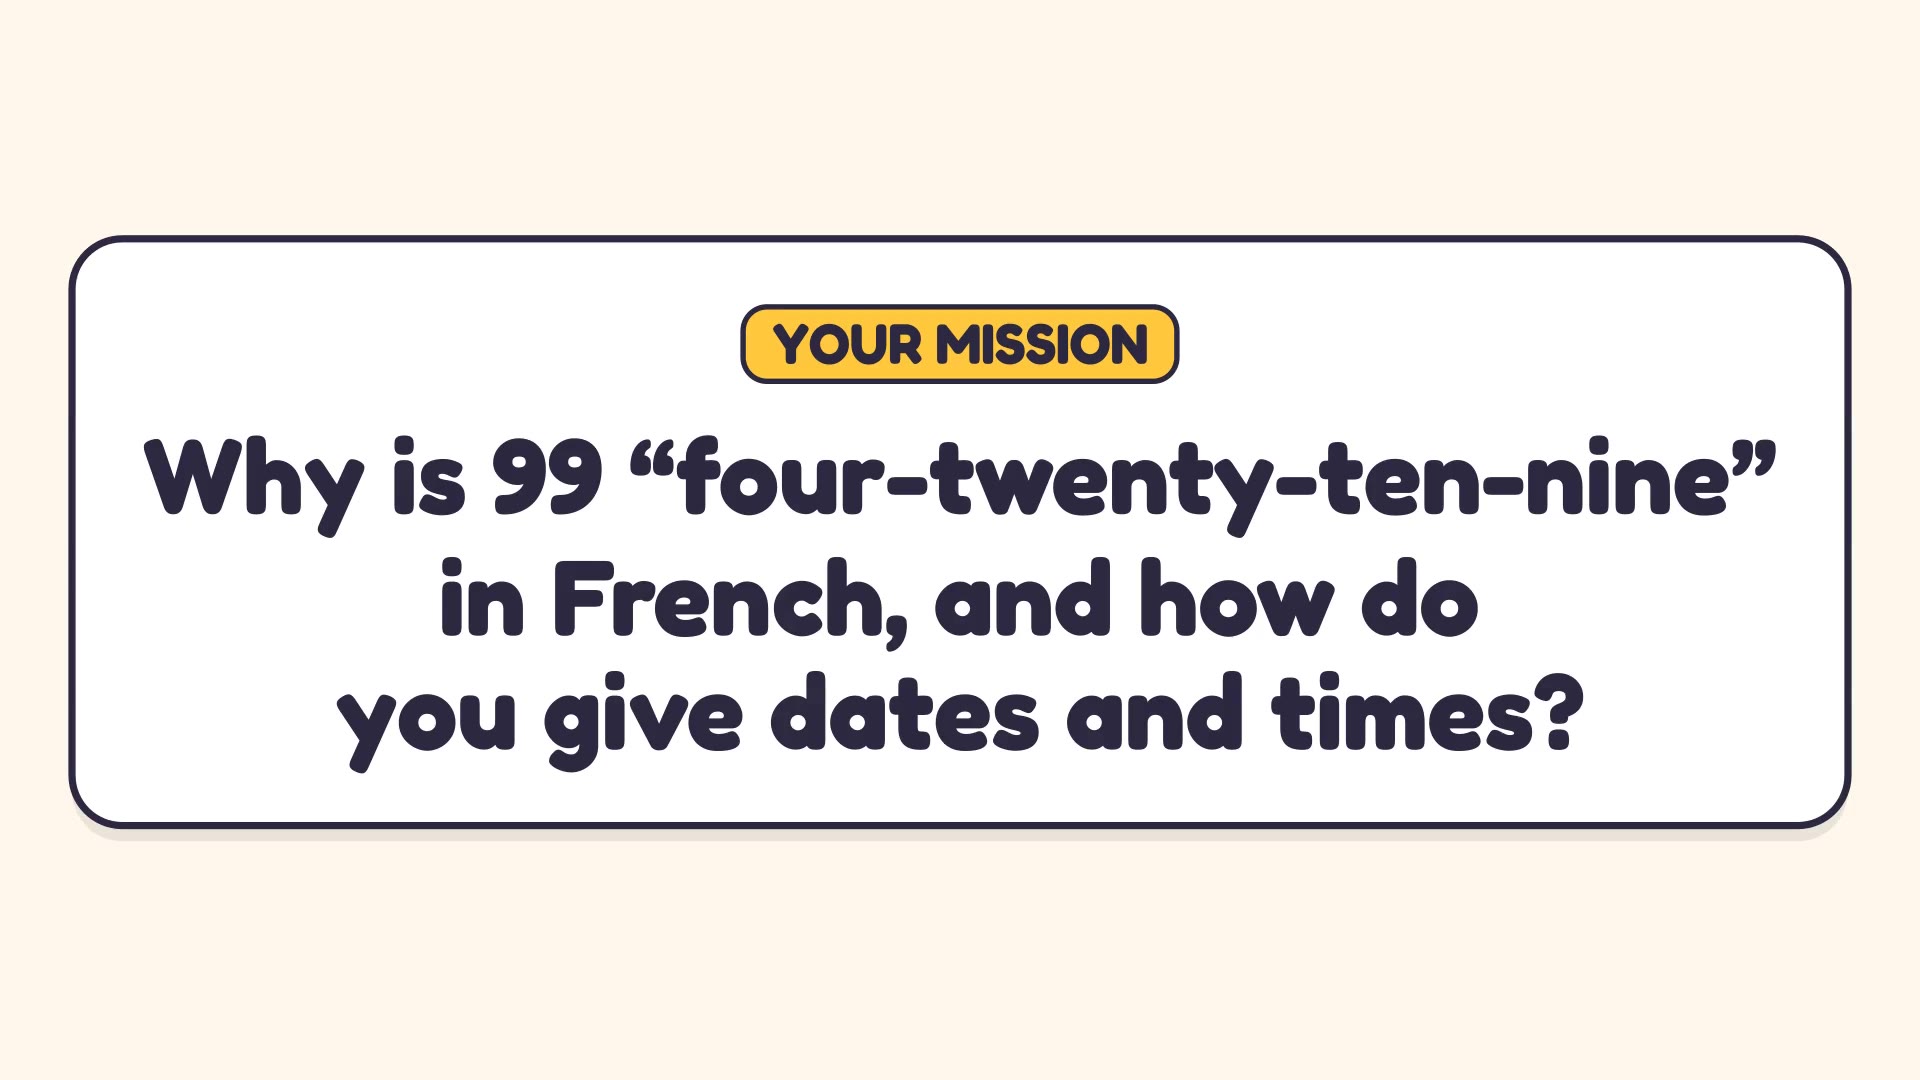 YOUR MISSION
Why is 99 “four-twenty-ten-nine”
in French, and how do
you give dates and times?